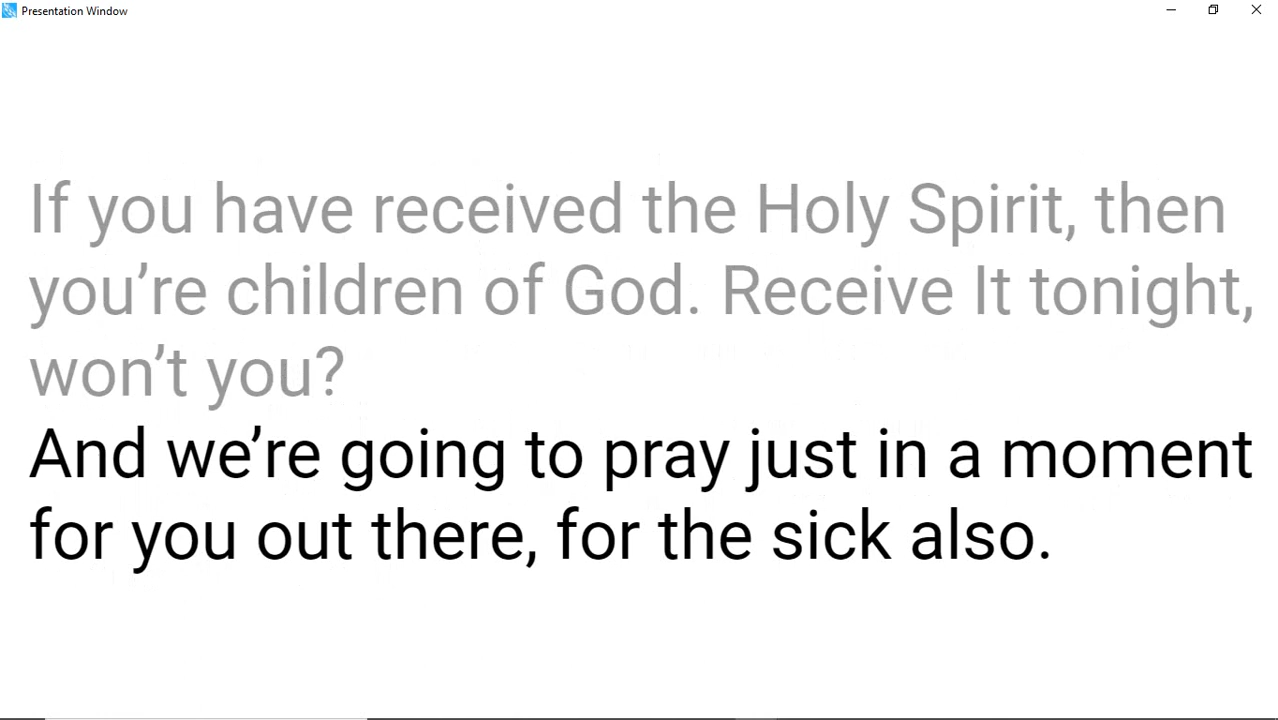 Presentation Window
If you have received the Holy Spirit, then
you’re children of God. Receive It tonight,
won’t you?
And we’re going to pray just in a moment
for you out there, for the sick also.